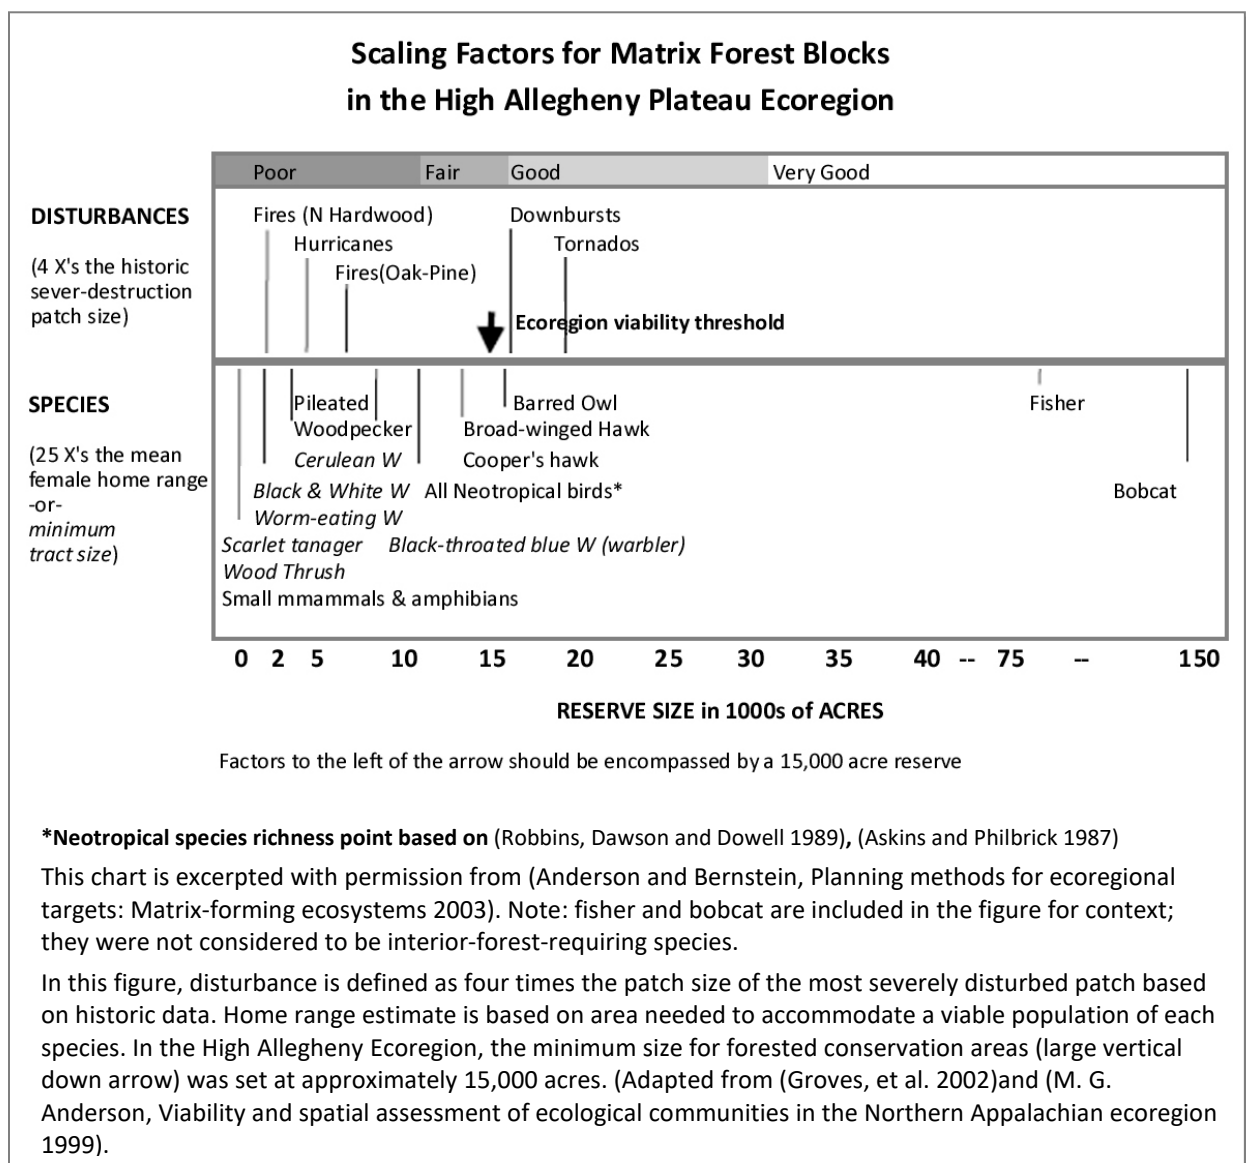 Scaling Factors for Matrix Forest Blocks
in the High Allegheny Plateau Ecoregion
Poor Fair Good Very Good
DISTURBANCES
(4 X's the historic
sever-destruction
patch size)
Fires (N Hardwood) Downbursts
Hurricanes Tornados
Fires(Oak-Pine)
Ecoregion viability threshold
SPECIES
(25 X's the mean
female home range
-or-
minimum
tract size)
Pileated Barred Owl Fisher
Woodpecker Broad-winged Hawk
Cerulean W Cooper's hawk
Black & White W All Neotropical birds* Bobcat
Worm-eating W
Scarlet tanager Black-throated blue W (warbler)
Wood Thrush
Small mmammals & amphibians
0 2 5 10 15 20 25 30 35 40 -- 75 -- 150
RESERVE SIZE in 1000s of ACRES
Factors to the left of the arrow should be encompassed by a 15,000 acre reserve
*Neotropical species richness point based on (Robbins, Dawson and Dowell 1989), (Askins and Philbrick 1987)
This chart is excerpted with permission from (Anderson and Bernstein, Planning methods for ecoregional
targets: Matrix-forming ecosystems 2003). Note: fisher and bobcat are included in the figure for context;
they were not considered to be interior-forest-requiring species.
In this figure, disturbance is defined as four times the patch size of the most severely disturbed patch based
on historic data. Home range estimate is based on area needed to accommodate a viable population of each
species. In the High Allegheny Ecoregion, the minimum size for forested conservation areas (large vertical
down arrow) was set at approximately 15,000 acres. (Adapted from (Groves, et al. 2002)and (M. G.
Anderson, Viability and spatial assessment of ecological communities in the Northern Appalachian ecoregion
1999).